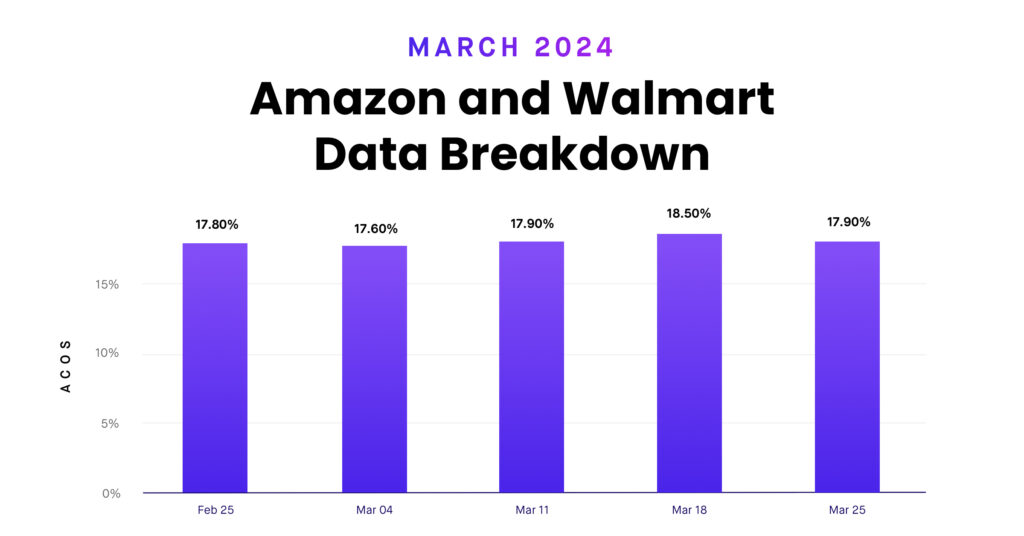 MARCH 2024
Amazon and Walmart
Data Breakdown
17.80%
17.60%
17.90%
18.50%
17.90%
15%
10%
5%
0%
ACOS
Feb 25
Mar 04
Mar 11
Mar 18
Mar 25